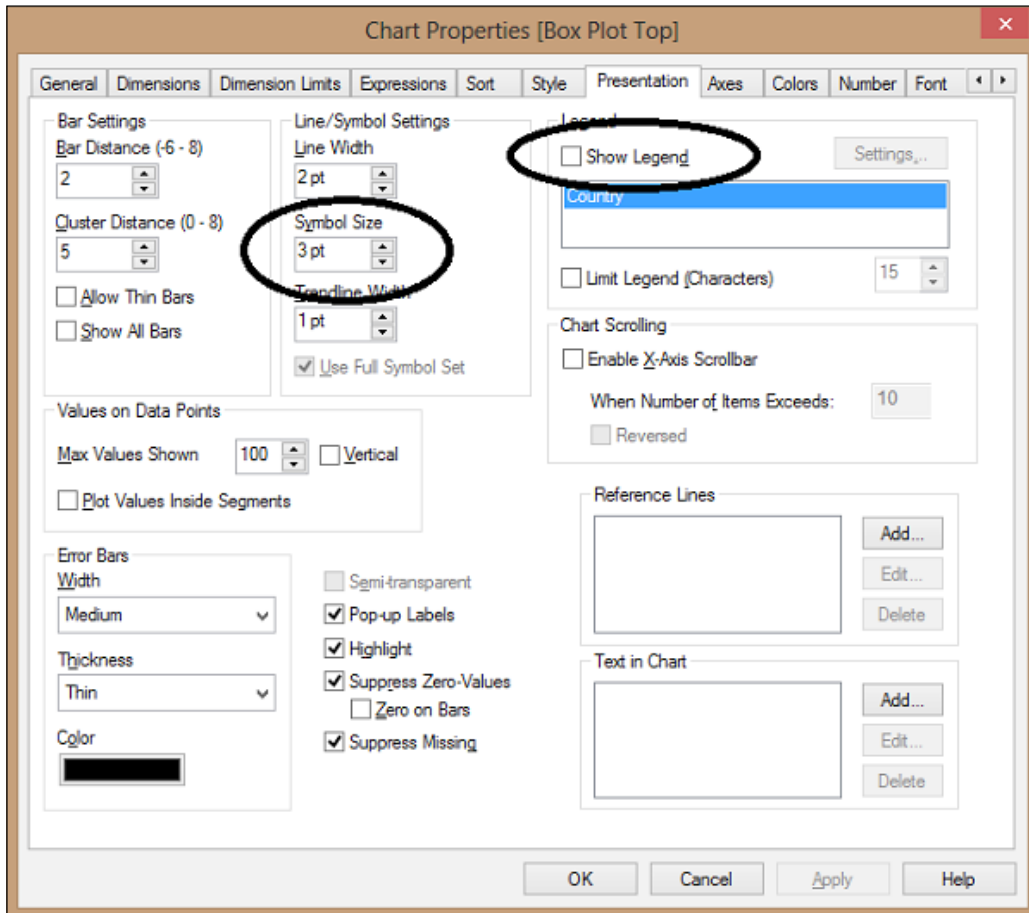 Chart Properties [Box Plot Top]
General Dimensions Dimension Limits Expressions Sort Style Presentation Axes Colors Number Font
Bar Settings
Bar Distance (-6 - 8)
2
Cluster Distance (0 - 8)
5
Allow Thin Bars
Show All Bars
Line/Symbol Settings
Line Width
2 pt
Symbol Size
3 pt
Trendline Width
1 pt
Use Full Symbol Set
Legend
Show Legend
Settings...
Country
Limit Legend (Characters)
15
Chart Scrolling
Enable X-Axis Scrollbar
When Number of Items Exceeds:
10
Reversed
Values on Data Points
Max Values Shown
100
Vertical
Plot Values Inside Segments
Error Bars
Width
Medium
Thickness
Thin
Color
Semi-transparent
Pop-up Labels
Highlight
Suppress Zero-Values
Zero on Bars
Suppress Missing
Reference Lines
Add...
Edit...
Delete
Text in Chart
Add...
Edit...
Delete
OK Cancel Apply Help